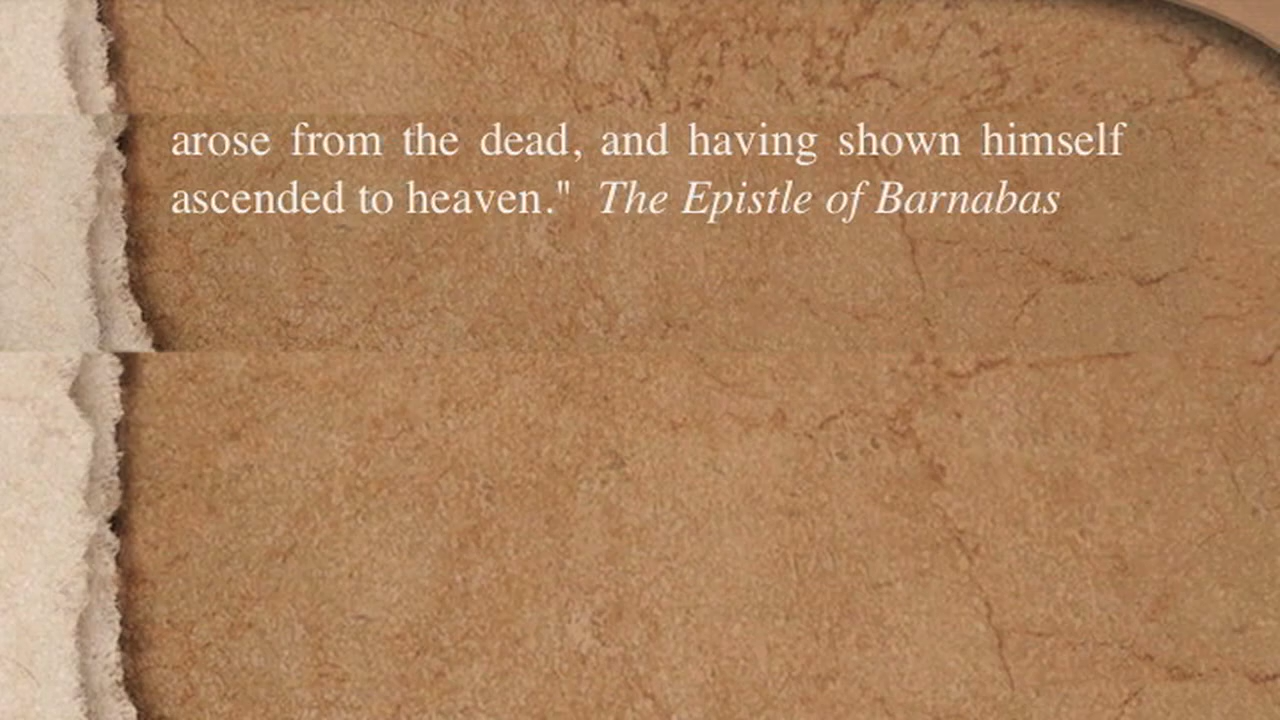 arose from the dead, and having shown himself
ascended to heaven." The Epistle of Barnabas